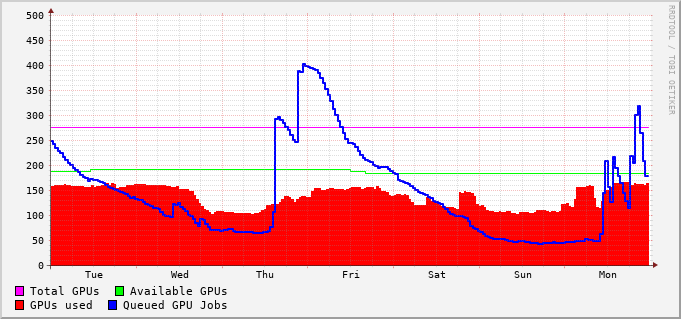 500
450
400
350
300
250
200
150
100
50
0
Tue Wed Thu Fri Sat Sun Mon
Total GPUs Available GPUs
GPUs used Queued GPU Jobs
RRDTOOL / TOBI OETIKER